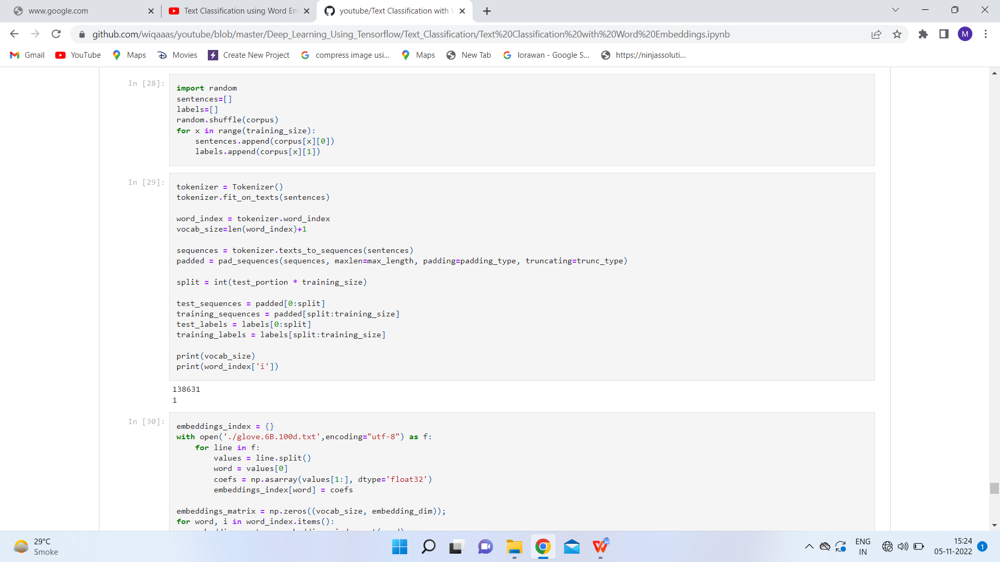 www.google.com
Text Classification using Word Em
youtube/Text Classification with W
github.com/wiqaaas/youtube/blob/master/Deep_Learning_Using_Tensorflow/Text_Classification/Text%20Classification%20with%20Word%20Embeddings.ipynb
M
Gmail
YouTube
Maps
Movies
Create New Project
compress image usi...
Maps
New Tab
lorawan - Google S...
https://ninjassoluti...
In [28]:
import random
sentences=[]
labels=[]
random.shuffle(corpus)
for x in range(training_size):
    sentences.append(corpus[x][0])
    labels.append(corpus[x][1])
In [29]:
tokenizer = Tokenizer()
tokenizer.fit_on_texts(sentences)
word_index = tokenizer.word_index
vocab_size=len(word_index)+1
sequences = tokenizer.texts_to_sequences(sentences)
padded = pad_sequences(sequences, maxlen=max_length, padding=padding_type, truncating=trunc_type)
split = int(test_portion * training_size)
test_sequences = padded[0:split]
training_sequences = padded[split:training_size]
test_labels = labels[0:split]
training_labels = labels[split:training_size]
print(vocab_size)
print(word_index['i'])
138631
1
In [30]:
embeddings_index = {}
with open('./glove.6B.100d.txt',encoding="utf-8") as f:
    for line in f:
        values = line.split()
        word = values[0]
        coefs = np.asarray(values[1:], dtype='float32')
        embeddings_index[word] = coefs
embeddings_matrix = np.zeros((vocab_size, embedding_dim));
for word, i in word_index.items():
29°C
Smoke
ENG
IN
15:24
05-11-2022
1